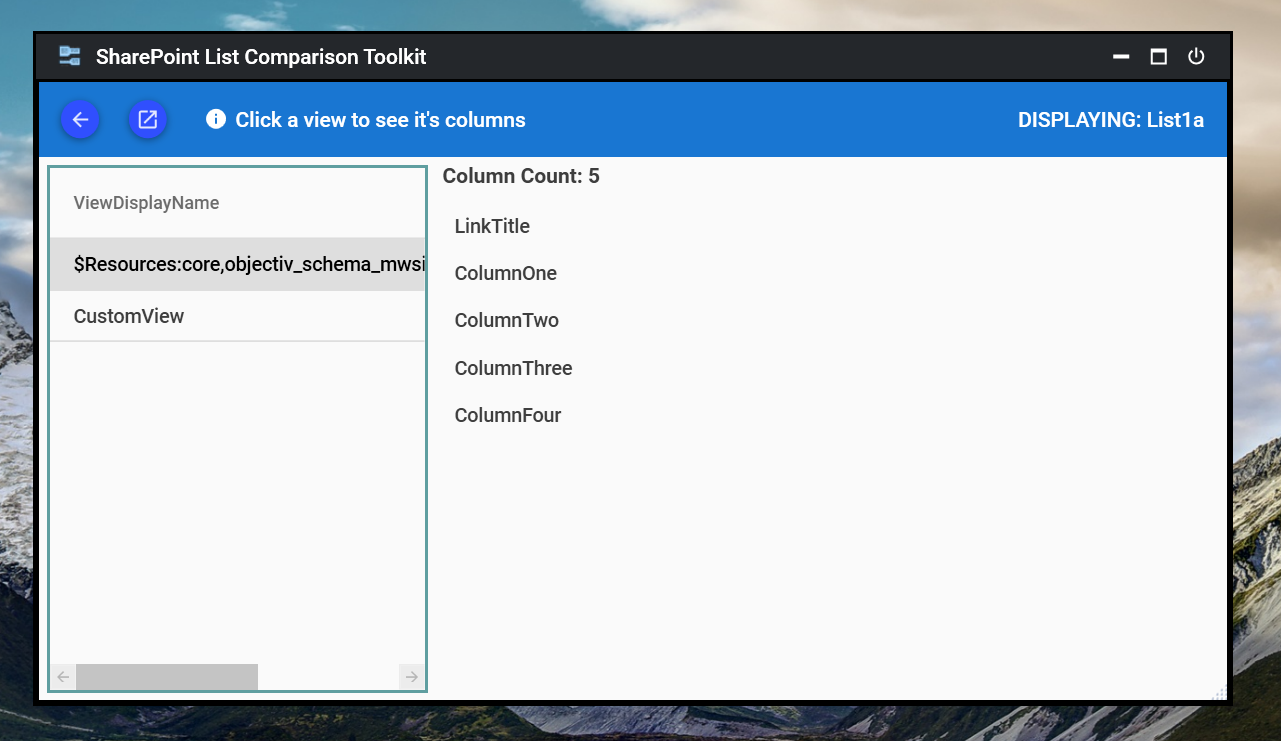 SharePoint List Comparison Toolkit
Click a view to see it's columns
DISPLAYING: List1a
ViewDisplayName
$Resources:core,objectiv_schema_mwsi
CustomView
Column Count: 5
LinkTitle
ColumnOne
ColumnTwo
ColumnThree
ColumnFour